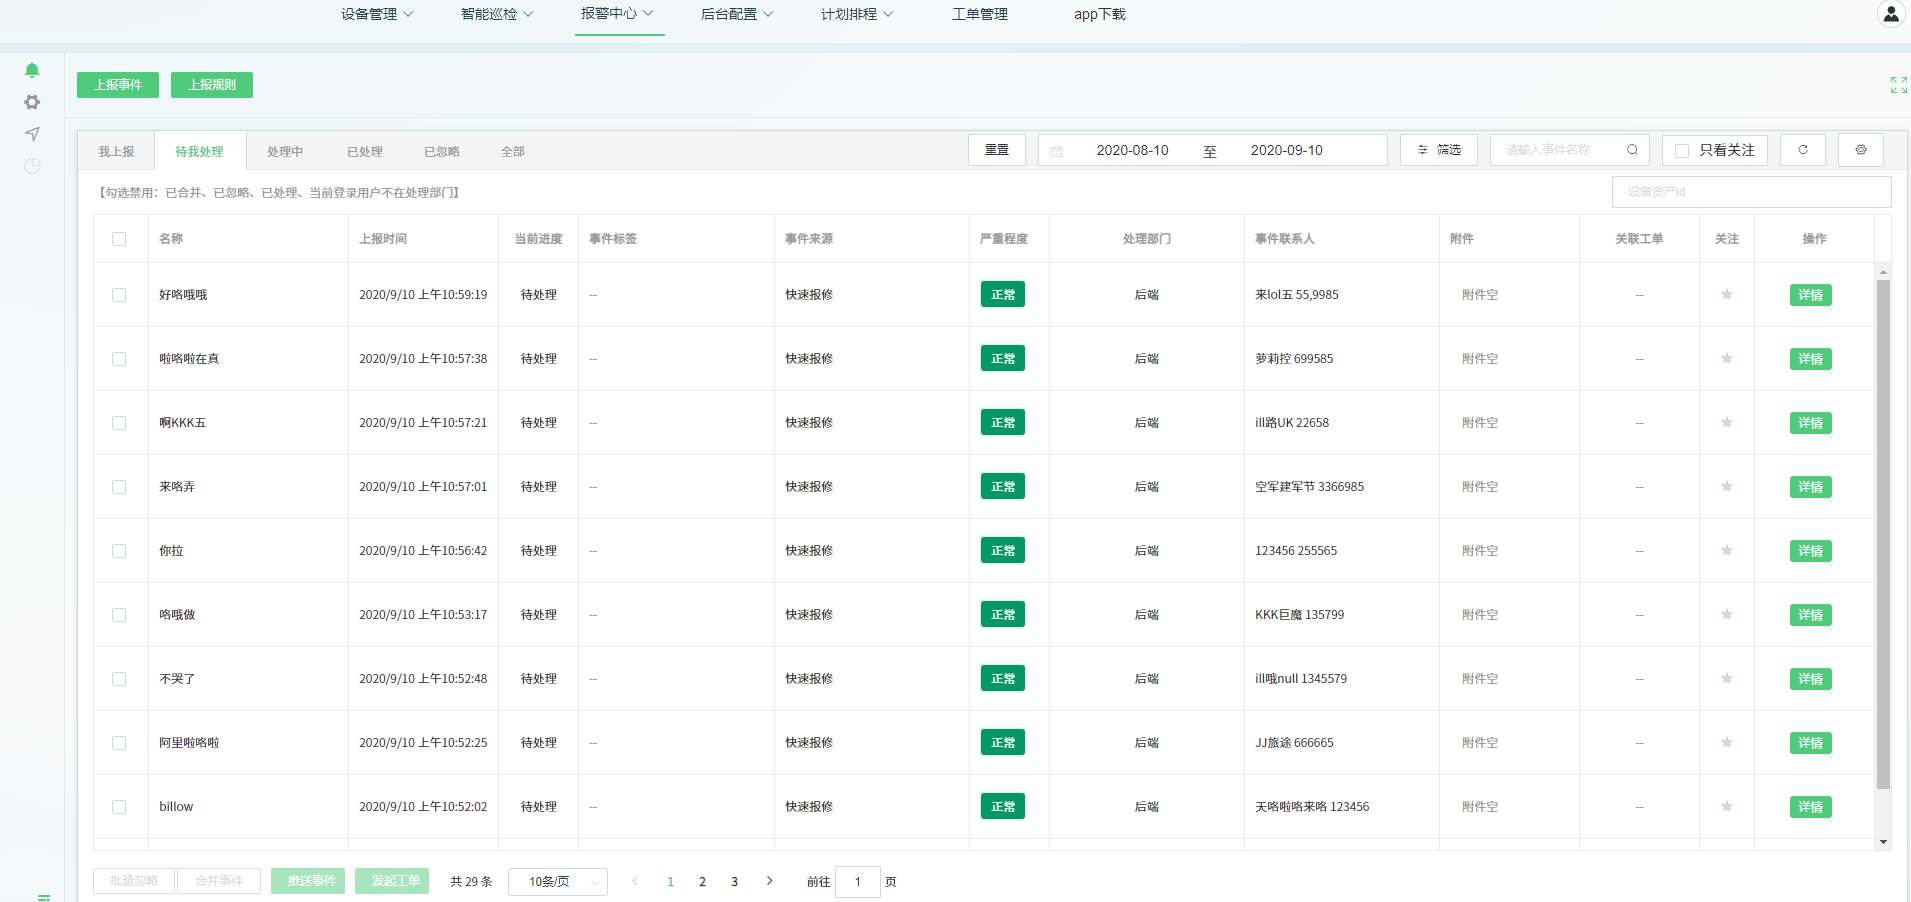 设备管理 智能巡检 报警中心 后台配置 计划排程 工单管理 app下载
上报事件 上报规则
我上报 待我处理 处理中 已处理 已忽略 全部 重置 2020-08-10 至 2020-09-10 筛选 请输入事件名称 只看关注
【勾选禁用：已合并、已忽略、已处理、当前登录用户不在处理部门】 设备资产id
名称 上报时间 当前进度 事件标签 事件来源 严重程度 处理部门 事件联系人 附件 关联工单 关注 操作
好咯哦哦 2020/9/10 上午10:59:19 待处理 -- 快速报修 正常 后端 来lol五 55,9985 附件空 -- 详情
啦咯啦在真 2020/9/10 上午10:57:38 待处理 -- 快速报修 正常 后端 萝莉控 699585 附件空 -- 详情
啊KKK五 2020/9/10 上午10:57:21 待处理 -- 快速报修 正常 后端 ill路UK 22658 附件空 -- 详情
来咯弄 2020/9/10 上午10:57:01 待处理 -- 快速报修 正常 后端 空军建军节 3366985 附件空 -- 详情
你拉 2020/9/10 上午10:56:42 待处理 -- 快速报修 正常 后端 123456 255565 附件空 -- 详情
咯哦做 2020/9/10 上午10:53:17 待处理 -- 快速报修 正常 后端 KKK巨魔 135799 附件空 -- 详情
不哭了 2020/9/10 上午10:52:48 待处理 -- 快速报修 正常 后端 ill哦null 1345579 附件空 -- 详情
阿里啦咯啦 2020/9/10 上午10:52:25 待处理 -- 快速报修 正常 后端 JJ旅途 666665 附件空 -- 详情
billow 2020/9/10 上午10:52:02 待处理 -- 快速报修 正常 后端 天咯啦咯来咯 123456 附件空 -- 详情
批量忽略 合并事件 推送事件 发起工单 共 29 条 10条/页 1 2 3 前往 1 页